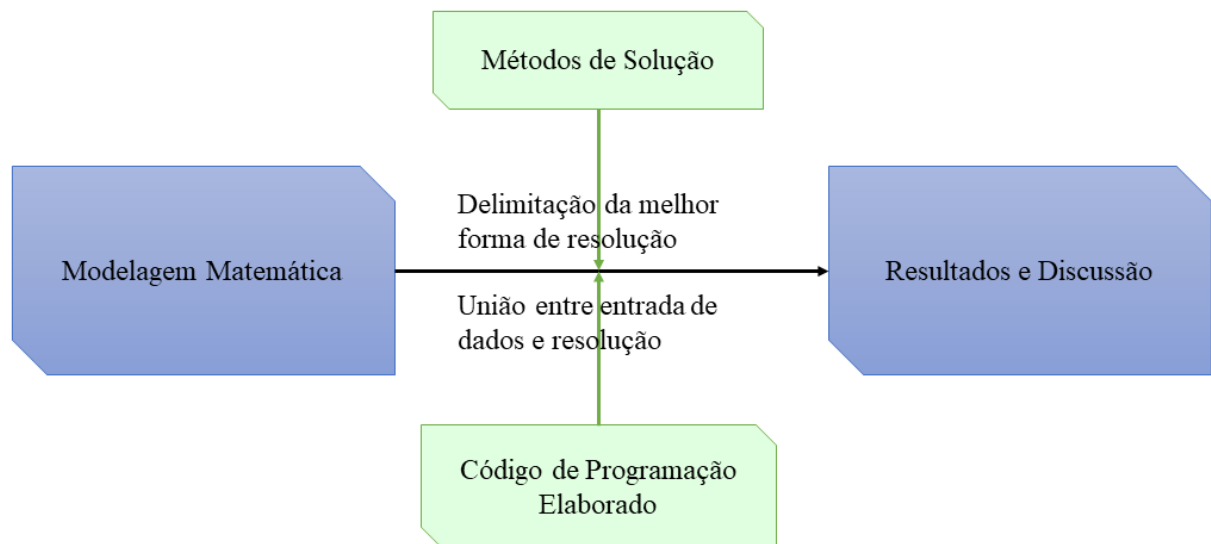 Métodos de Solução
Delimitação da melhor
forma de resolução
Modelagem Matemática
Resultados e Discussão
União entre entrada de
dados e resolução
Código de Programação
Elaborado